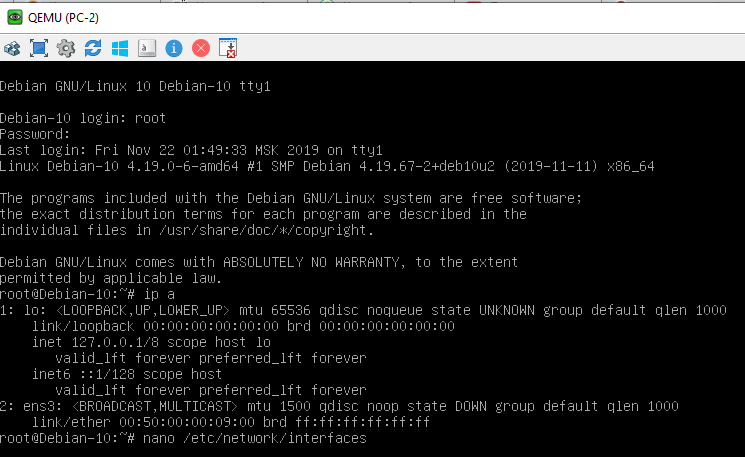 QEMU (PC-2)
a
Debian GNU/Linux 10 Debian-10 tty1
Debian-10 login: root
Password:
Last login: Fri Nov 22 01:49:33 MSK 2019 on tty1
Linux Debian-10 4.19.0-6-amd64 #1 SMP Debian 4.19.67-2+deb10u2 (2019-11-11) x86_64
The programs included with the Debian GNU/Linux system are free software;
the exact distribution terms for each program are described in the
individual files in /usr/share/doc/*/copyright.
Debian GNU/Linux comes with ABSOLUTELY NO WARRANTY, to the extent
permitted by applicable law.
root@Debian-10:~# ip a
1: lo: <LOOPBACK,UP,LOWER_UP> mtu 65536 qdisc noqueue state UNKNOWN group default qlen 1000
    link/loopback 00:00:00:00:00:00 brd 00:00:00:00:00:00
    inet 127.0.0.1/8 scope host lo
       valid_lft forever preferred_lft forever
    inet6 ::1/128 scope host
       valid_lft forever preferred_lft forever
2: ens3: <BROADCAST,MULTICAST> mtu 1500 qdisc noop state DOWN group default qlen 1000
    link/ether 00:50:00:00:09:00 brd ff:ff:ff:ff:ff:ff
root@Debian-10:~# nano /etc/network/interfaces